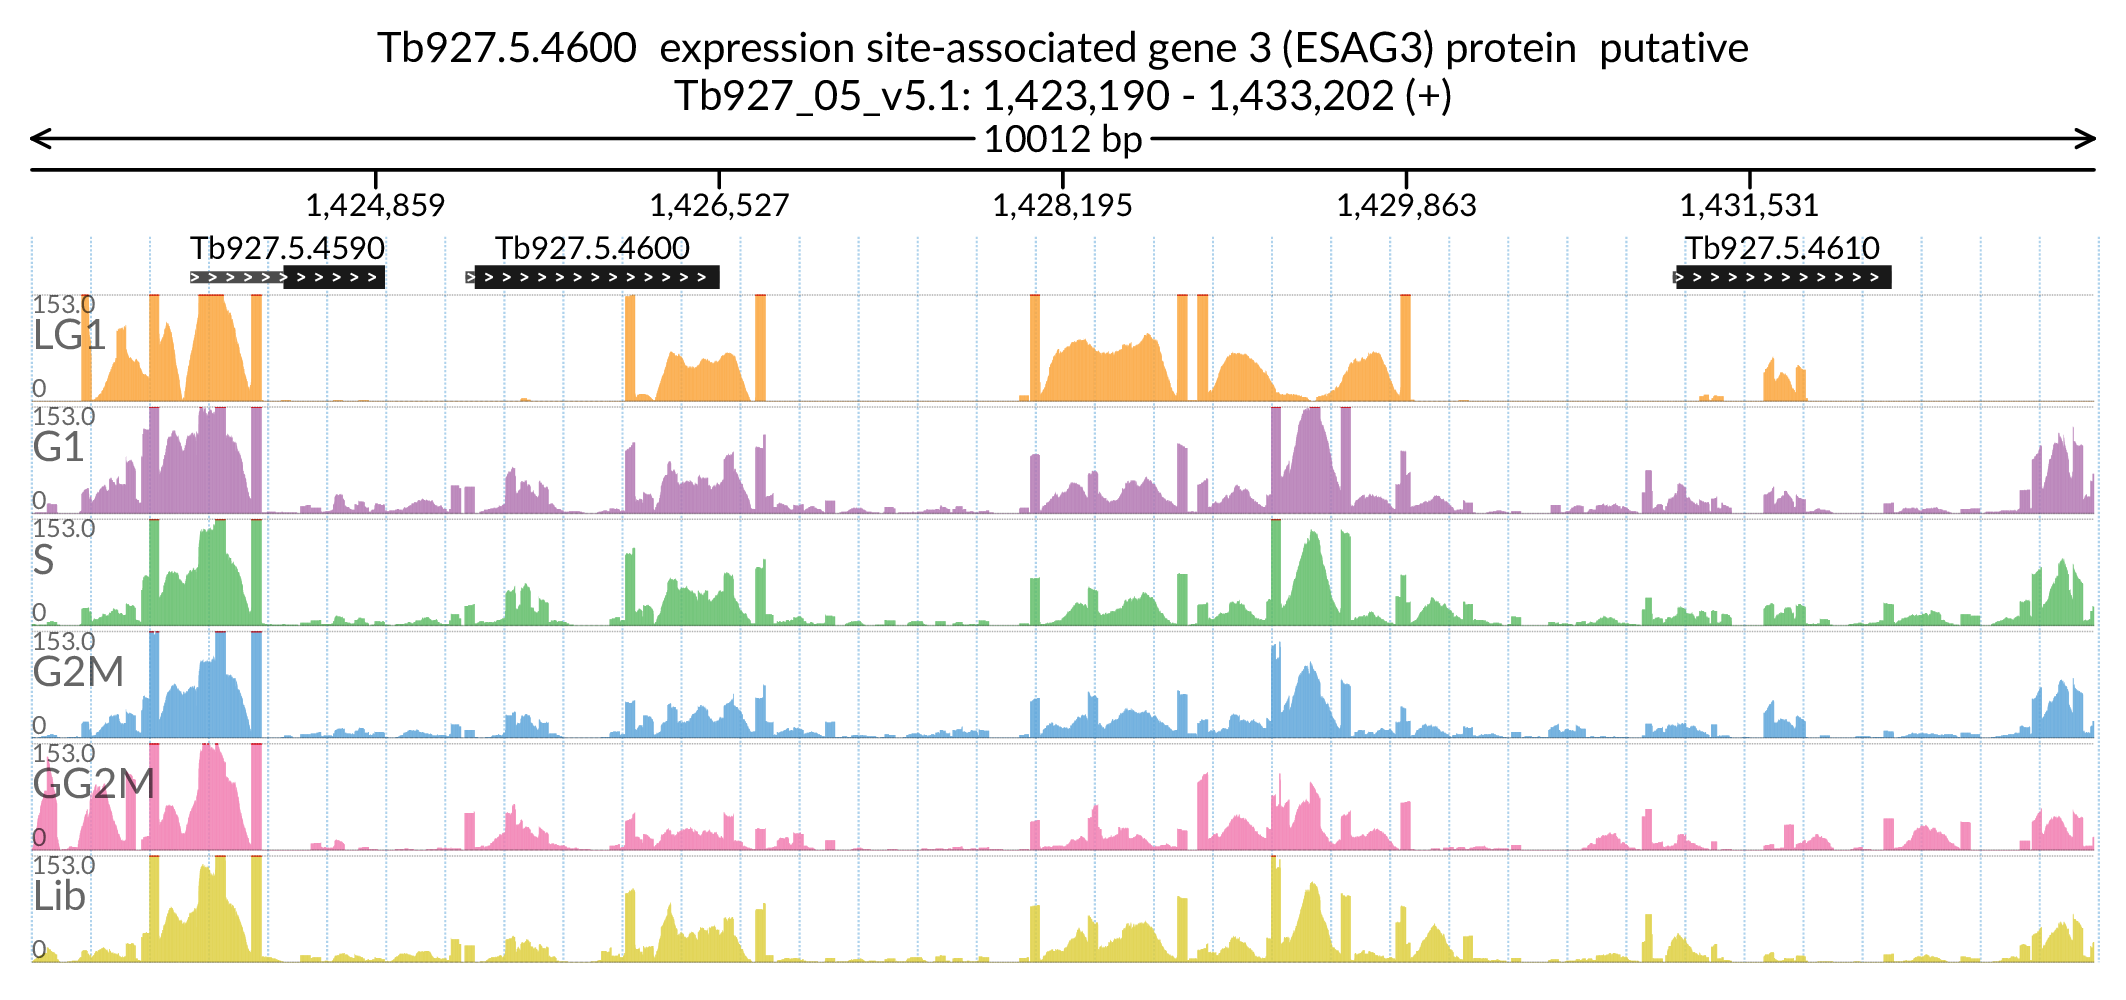 Tb927.5.4600 expression site-associated gene 3 (ESAG3) protein putative
Tb927_05_v5.1: 1,423,190 - 1,433,202 (+)
10012 bp
1,424,859 1,426,527 1,428,195 1,429,863 1,431,531
Tb927.5.4590 Tb927.5.4600 Tb927.5.4610
153.0
LG1
0
153.0
G1
0
153.0
S
0
153.0
G2M
0
153.0
GG2M
0
153.0
Lib
0